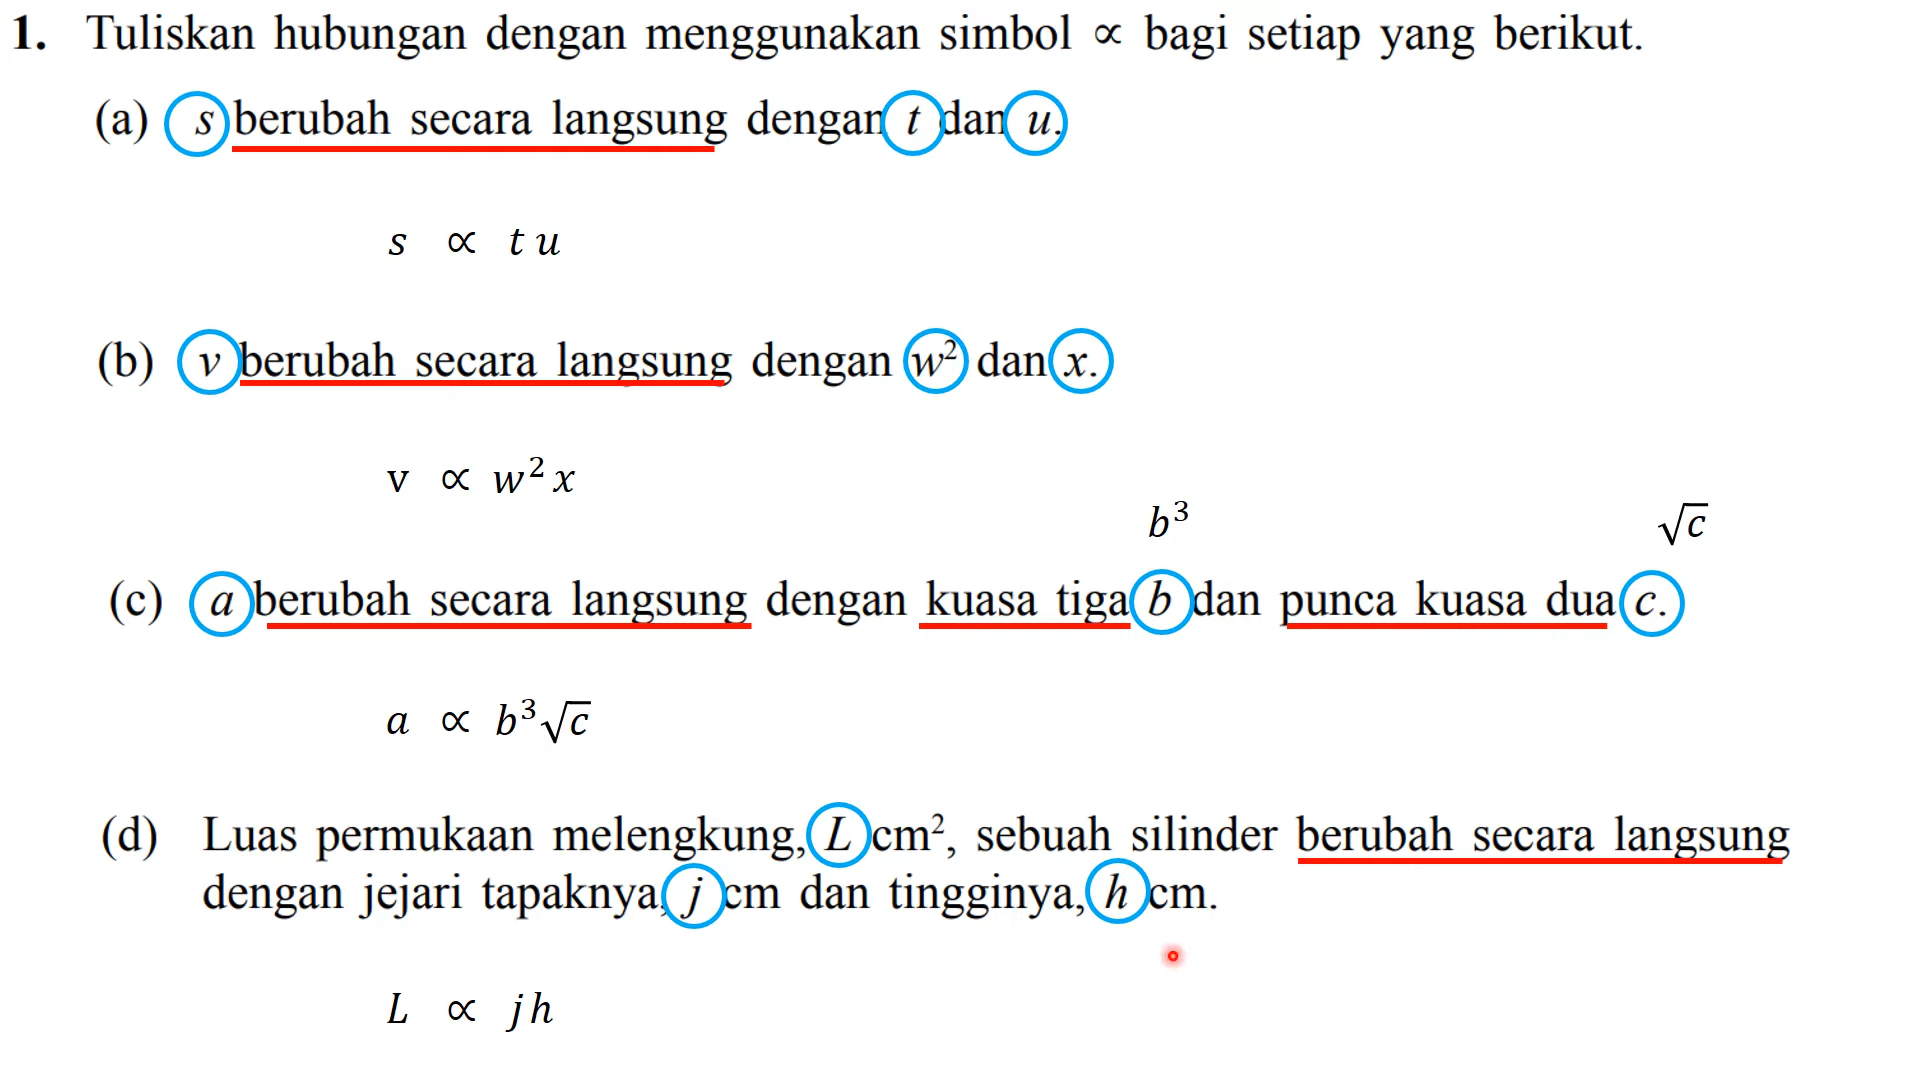 1. Tuliskan hubungan dengan menggunakan simbol ∝ bagi setiap yang berikut.
(a) s berubah secara langsung dengan t dan u.
s ∝ t u
(b) v berubah secara langsung dengan w² dan x.
v ∝ w² x
b³ √c
(c) a berubah secara langsung dengan kuasa tiga b dan punca kuasa dua c.
a ∝ b³√c
(d) Luas permukaan melengkung, L cm², sebuah silinder berubah secara langsung
dengan jejari tapaknya, j cm dan tingginya, h cm.
L ∝ j h